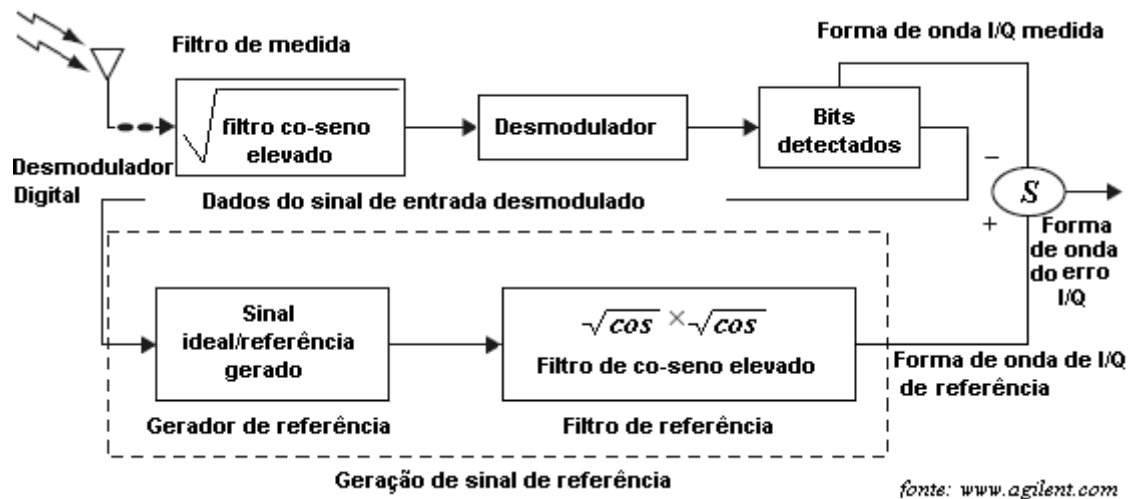 Filtro de medida
Forma de onda I/Q medida
filtro co-seno
elevado
Desmodulador
Bits
detectados
Desmodulador
Digital
Dados do sinal de entrada desmodulado
−
S
+
Forma
de onda
do erro
I/Q
Sinal
ideal/referência
gerado
√cos × √cos
Filtro de co-seno elevado
Forma de onda de I/Q
de referência
Gerador de referência
Filtro de referência
Geração de sinal de referência
fonte: www.agilent.com